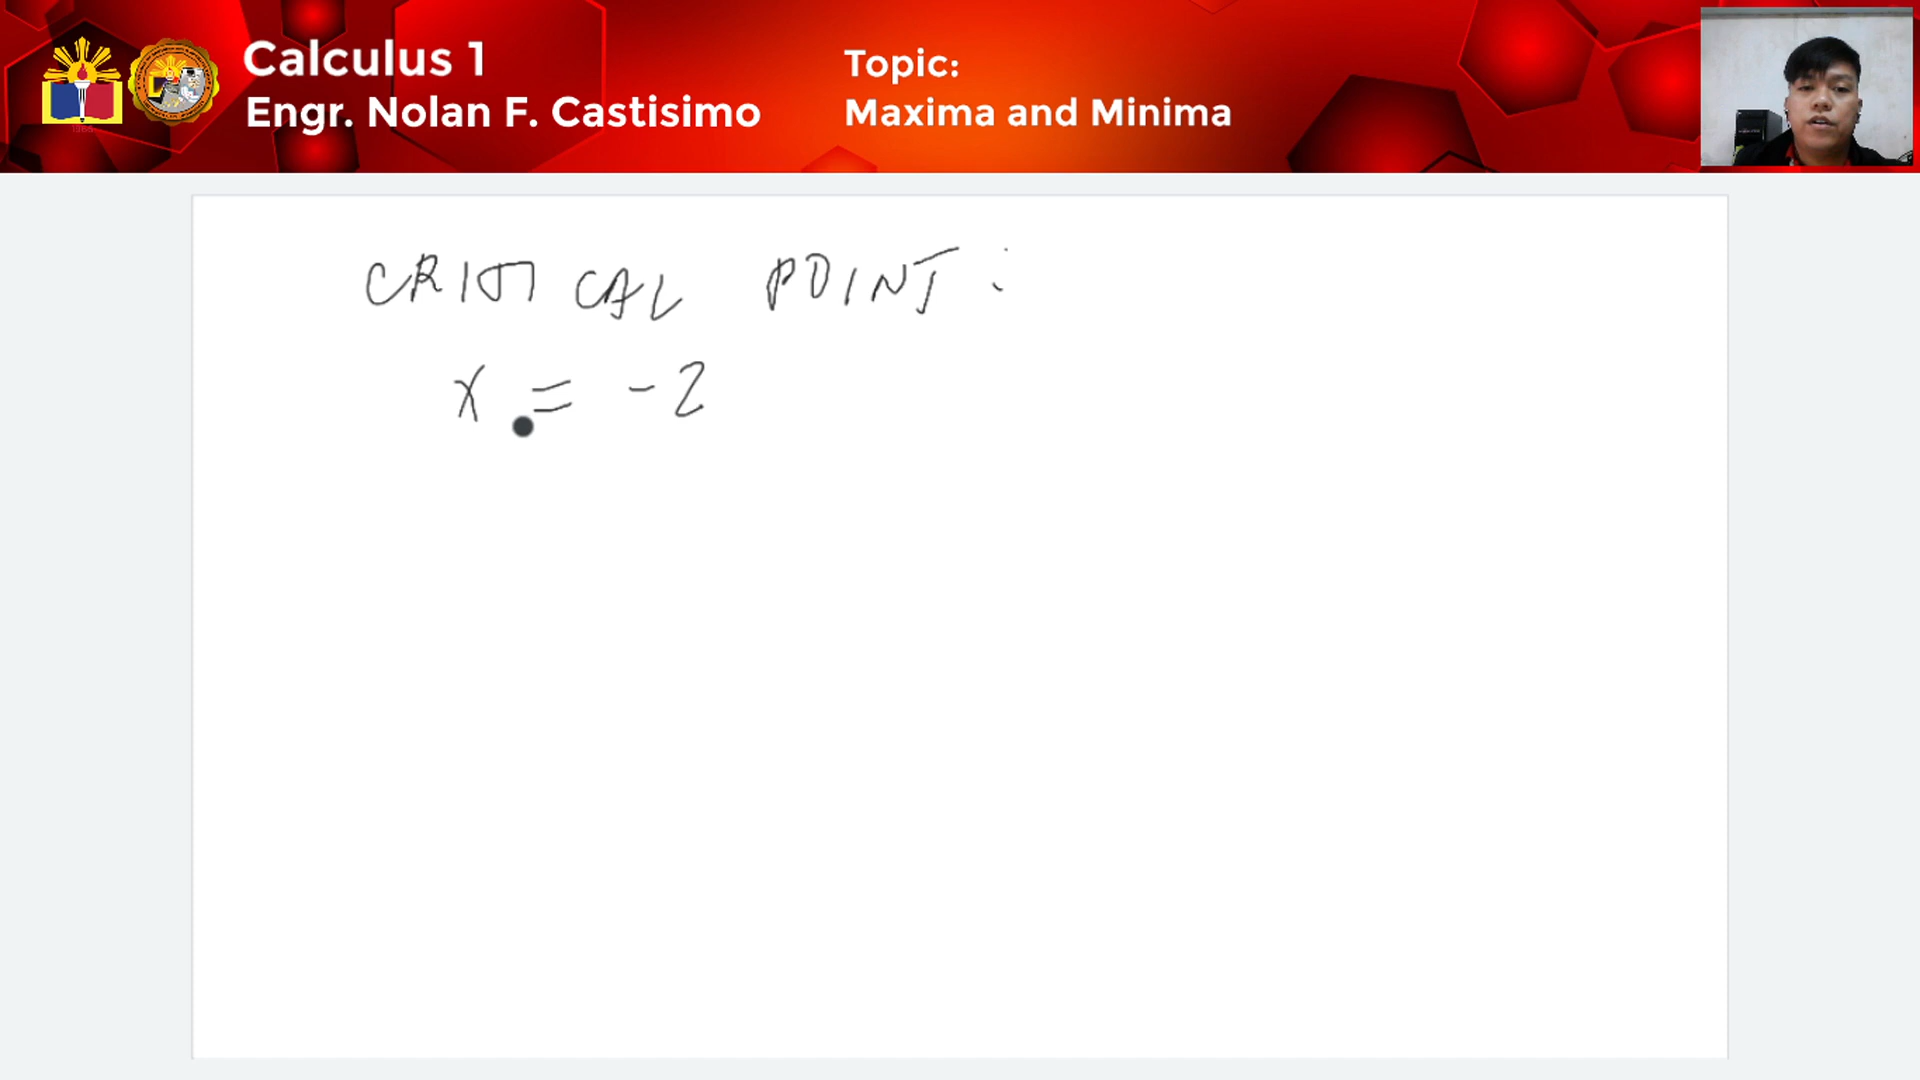 Calculus 1
Engr. Nolan F. Castisimo
Topic:
Maxima and Minima
CRITICAL POINT :
x = -2